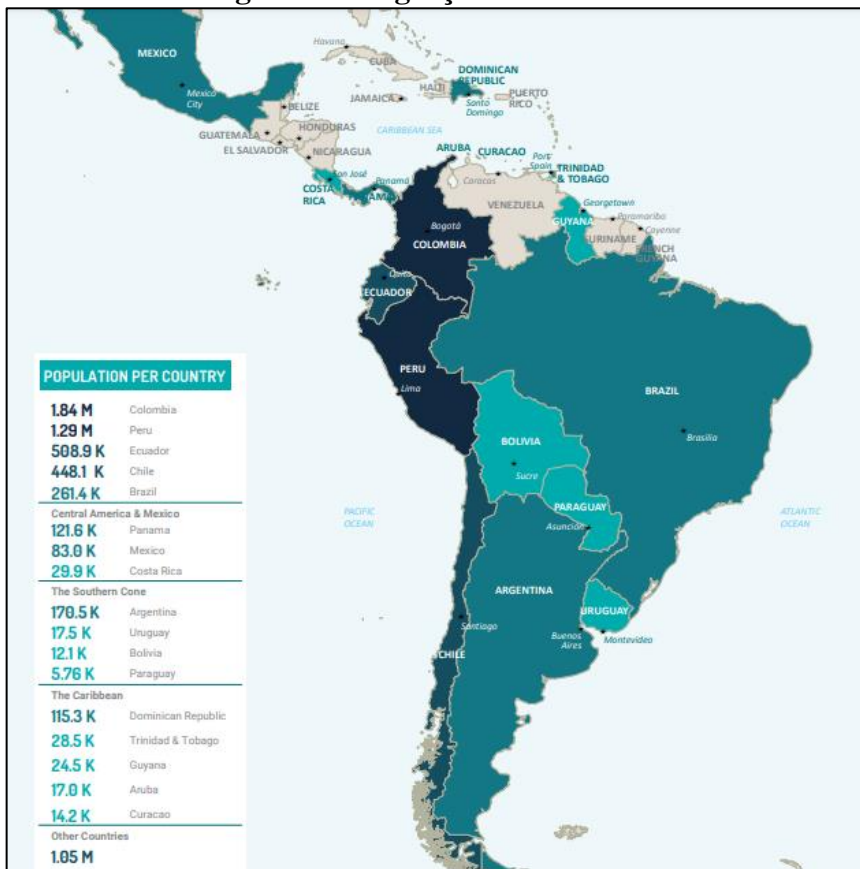 MEXICO
Mexico
City
Havana
CUBA
JAMAICA
HAITI
DOMINICAN
REPUBLIC
Santo
Domingo
PUERTO
RICO
BELIZE
GUATEMALA
HONDURAS
EL SALVADOR
NICARAGUA
CARIBBEAN SEA
ARUBA
CURACAO
Port
Spain
TRINIDAD
& TOBAGO
San José
COSTA
RICA
Panamá
PANAMA
Caracas
VENEZUELA
Georgetown
GUYANA
Paramaribo
SURINAME
Cayenne
FRENCH
GUYANA
Bogotá
COLOMBIA
Quito
ECUADOR
PERU
Lima
BRAZIL
Brasilia
BOLIVIA
Sucre
PARAGUAY
Asunción
PACIFIC
OCEAN
ATLANTIC
OCEAN
ARGENTINA
URUGUAY
Santiago
Buenos
Aires
Montevideo
CHILE
POPULATION PER COUNTRY
1.84 M Colombia
1.29 M Peru
508.9 K Ecuador
448.1 K Chile
261.4 K Brazil
Central America & Mexico
121.6 K Panama
83.0 K Mexico
29.9 K Costa Rica
The Southern Cone
170.5 K Argentina
17.5 K Uruguay
12.1 K Bolivia
5.76 K Paraguay
The Caribbean
115.3 K Dominican Republic
28.5 K Trinidad & Tobago
24.5 K Guyana
17.0 K Aruba
14.2 K Curacao
Other Countries
1.05 M